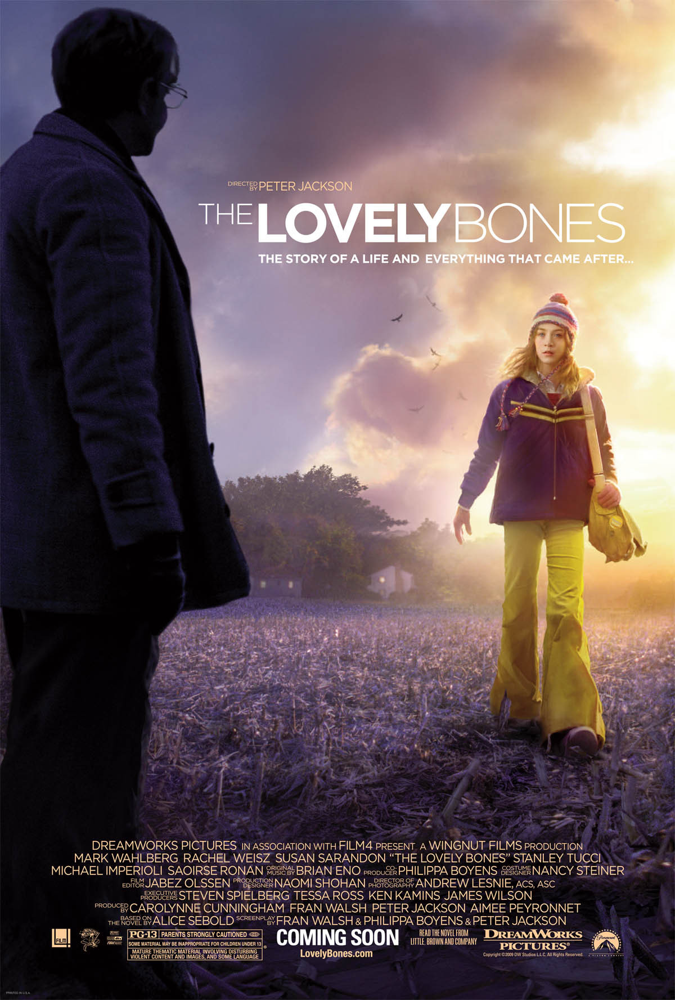 DIRECTED BY PETER JACKSON
THE LOVELY BONES
THE STORY OF A LIFE AND EVERYTHING THAT CAME AFTER...
DREAMWORKS PICTURES IN ASSOCIATION WITH FILM4 PRESENT A WINGNUT FILMS PRODUCTION
MARK WAHLBERG RACHEL WEISZ SUSAN SARANDON “THE LOVELY BONES” STANLEY TUCCI
MICHAEL IMPERIOLI SAOIRSE RONAN ORIGINAL MUSIC BY BRIAN ENO CO-PRODUCER PHILIPPA BOYENS COSTUME DESIGNER NANCY STEINER
FILM EDITOR JABEZ OLSSEN PRODUCTION DESIGNER NAOMI SHOHAN DIRECTOR OF PHOTOGRAPHY ANDREW LESNIE, ACS, ASC
EXECUTIVE PRODUCERS STEVEN SPIELBERG TESSA ROSS KEN KAMINS JAMES WILSON
PRODUCED BY CAROLYNNE CUNNINGHAM FRAN WALSH PETER JACKSON AIMEE PEYRONNET
BASED ON THE NOVEL BY ALICE SEBOLD SCREENPLAY BY FRAN WALSH & PHILIPPA BOYENS & PETER JACKSON
FILM
PG-13 PARENTS STRONGLY CAUTIONED
SOME MATERIAL MAY BE INAPPROPRIATE FOR CHILDREN UNDER 13
MATURE THEMATIC MATERIAL INVOLVING DISTURBING
VIOLENT CONTENT AND IMAGES, AND SOME LANGUAGE
®
COMING SOON
LovelyBones.com
READ THE NOVEL FROM
LITTLE, BROWN AND COMPANY
DREAMWORKS
PICTURES®
Copyright ©2009 DW Studios L.L.C. All Rights Reserved.
Paramount
A VIACOM COMPANY
PRINTED IN U.S.A.